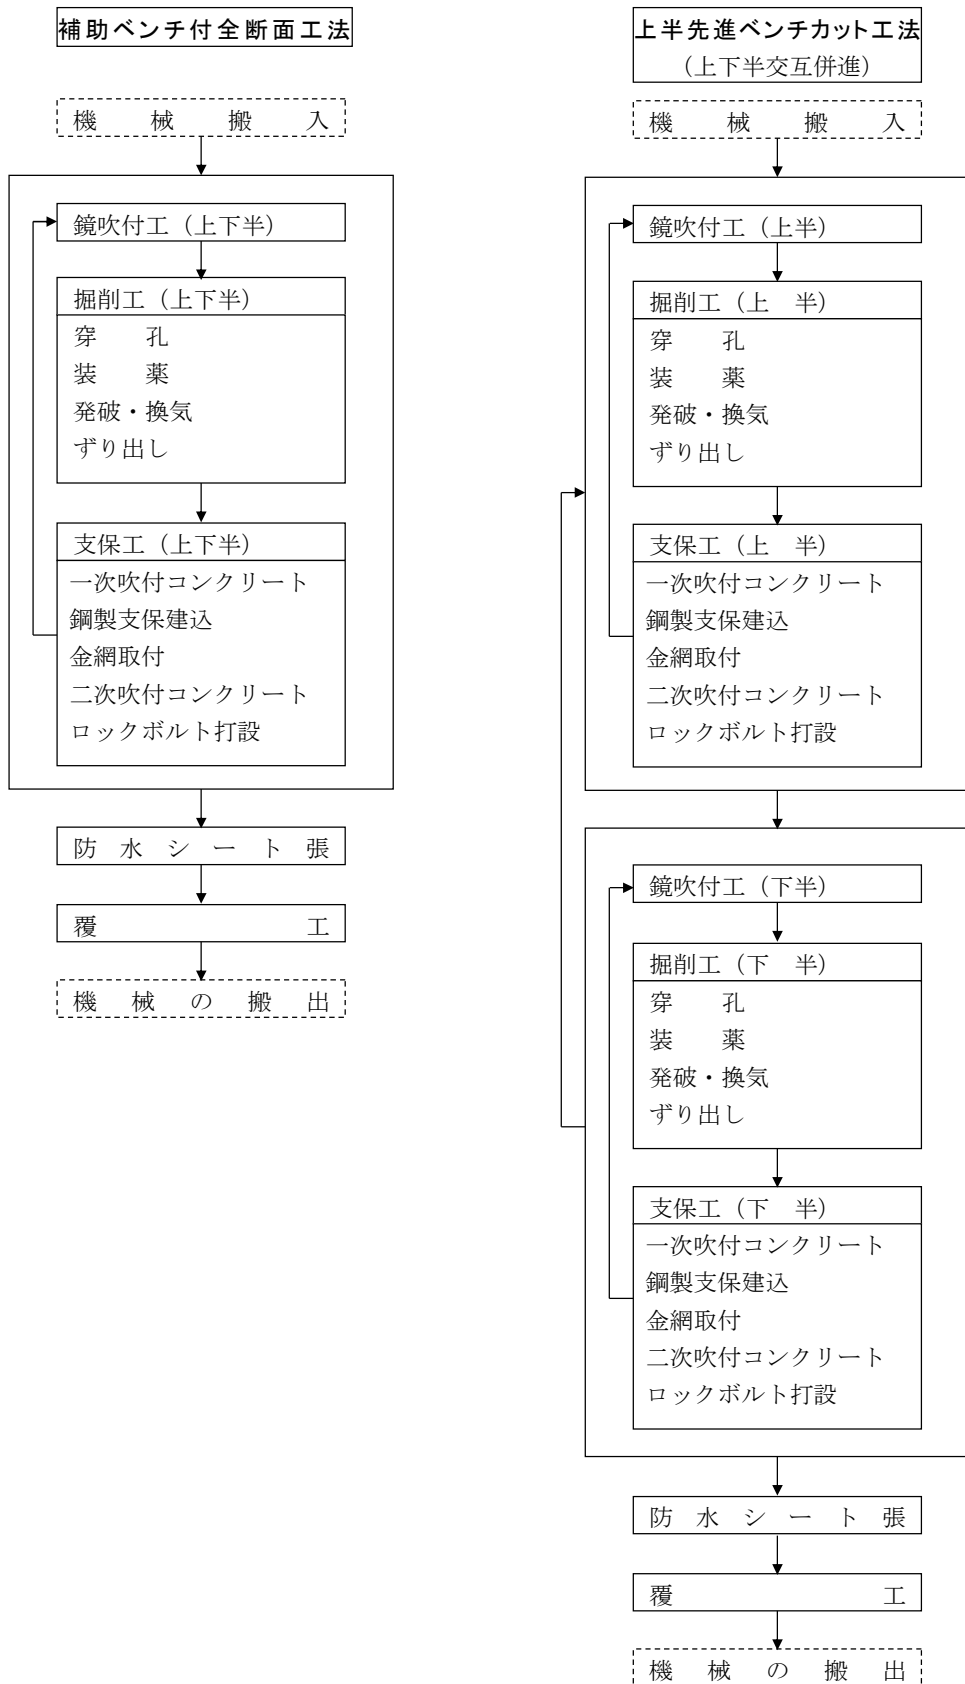 補助ベンチ付全断面工法
機械搬入
鏡吹付工（上下半）
掘削工（上下半）
穿　　孔
装　　薬
発破・換気
ずり出し
支保工（上下半）
一次吹付コンクリート
鋼製支保建込
金網取付
二次吹付コンクリート
ロックボルト打設
防水シート張
覆工
機械の搬出
上半先進ベンチカット工法
（上下半交互併進）
機械搬入
鏡吹付工（上半）
掘削工（上　半）
穿　　孔
装　　薬
発破・換気
ずり出し
支保工（上　半）
一次吹付コンクリート
鋼製支保建込
金網取付
二次吹付コンクリート
ロックボルト打設
鏡吹付工（下半）
掘削工（下　半）
穿　　孔
装　　薬
発破・換気
ずり出し
支保工（下　半）
一次吹付コンクリート
鋼製支保建込
金網取付
二次吹付コンクリート
ロックボルト打設
防水シート張
覆工
機械の搬出